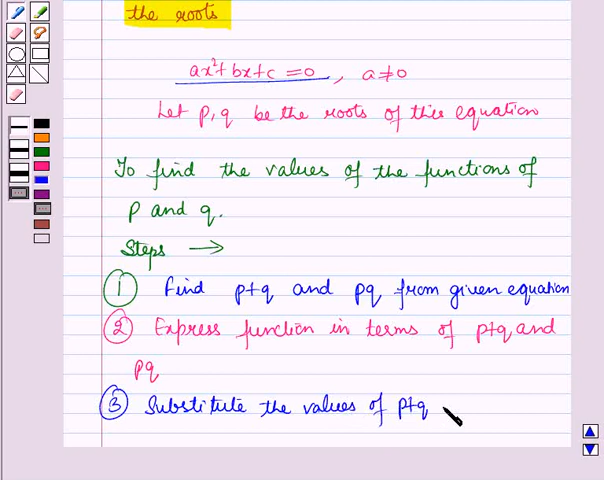 the roots
ax²+bx+c =0 , a≠0
Let p,q be the roots of this equation
To find the values of the functions of
p and q.
Steps →
① Find p+q and pq from given equation
② Express function in terms of p+q and
pq
③ Substitute the values of p+q